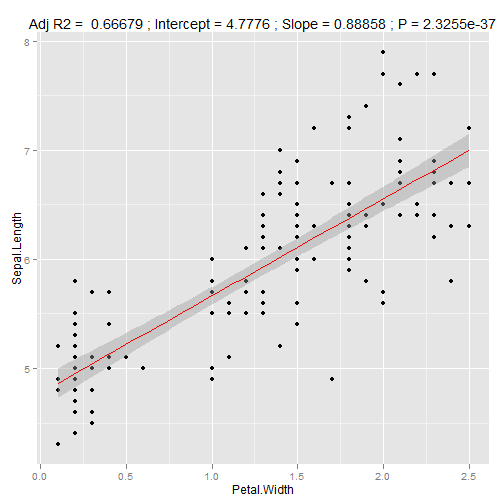 Adj R2 = 0.66679 ; Intercept = 4.7776 ; Slope = 0.88858 ; P = 2.3255e-37
8
7
6
5
Sepal.Length
0.0 0.5 1.0 1.5 2.0 2.5
Petal.Width